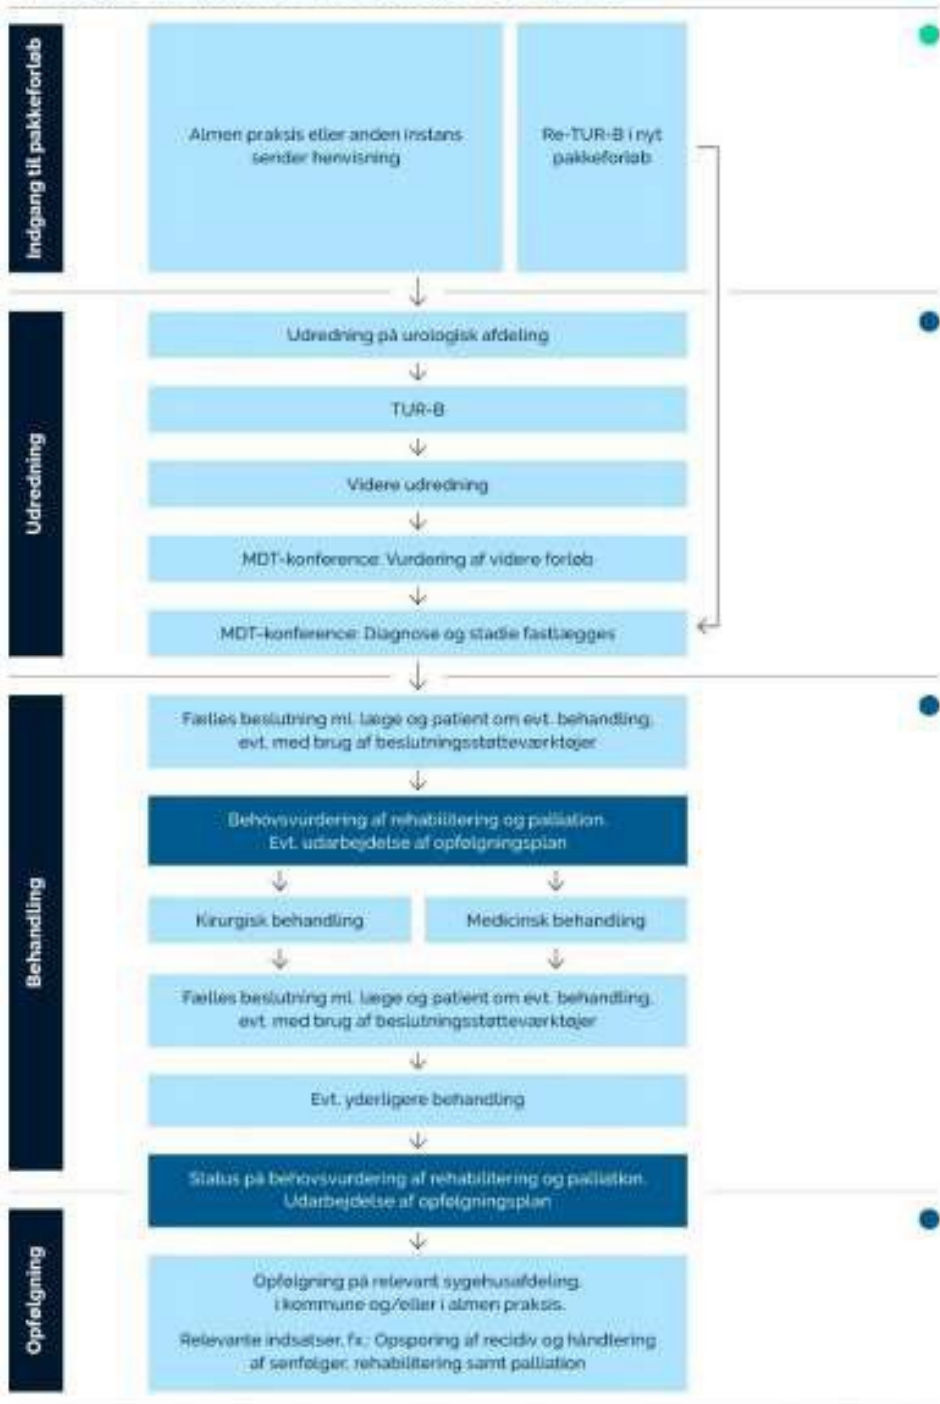 Indgang til pakkeforløb
Almen praksis eller anden instans
sender henvisning
Re-TUR-B i nyt
pakkeforløb
Udredning
Udredning på urologisk afdeling
TUR-B
Videre udredning
MDT-konference: Vurdering af videre forløb
MDT-konference: Diagnose og stadie fastlægges
Behandling
Fælles beslutning ml. læge og patient om evt. behandling,
evt. med brug af beslutningsstøtteværktøjer
Behovsvurdering af rehabilitering og palliation.
Evt. udarbejdelse af opfølgningsplan
Kirurgisk behandling
Medicinsk behandling
Fælles beslutning ml. læge og patient om evt. behandling,
evt. med brug af beslutningsstøtteværktøjer
Evt. yderligere behandling
Status på behovsvurdering af rehabilitering og palliation.
Udarbejdelse af opfølgningsplan
Opfølgning
Opfølgning på relevant sygehusafdeling,
i kommune og/eller i almen praksis.
Relevante indsatser, fx.: Opsporing af recidiv og håndtering
af senfølger, rehabilitering samt palliation